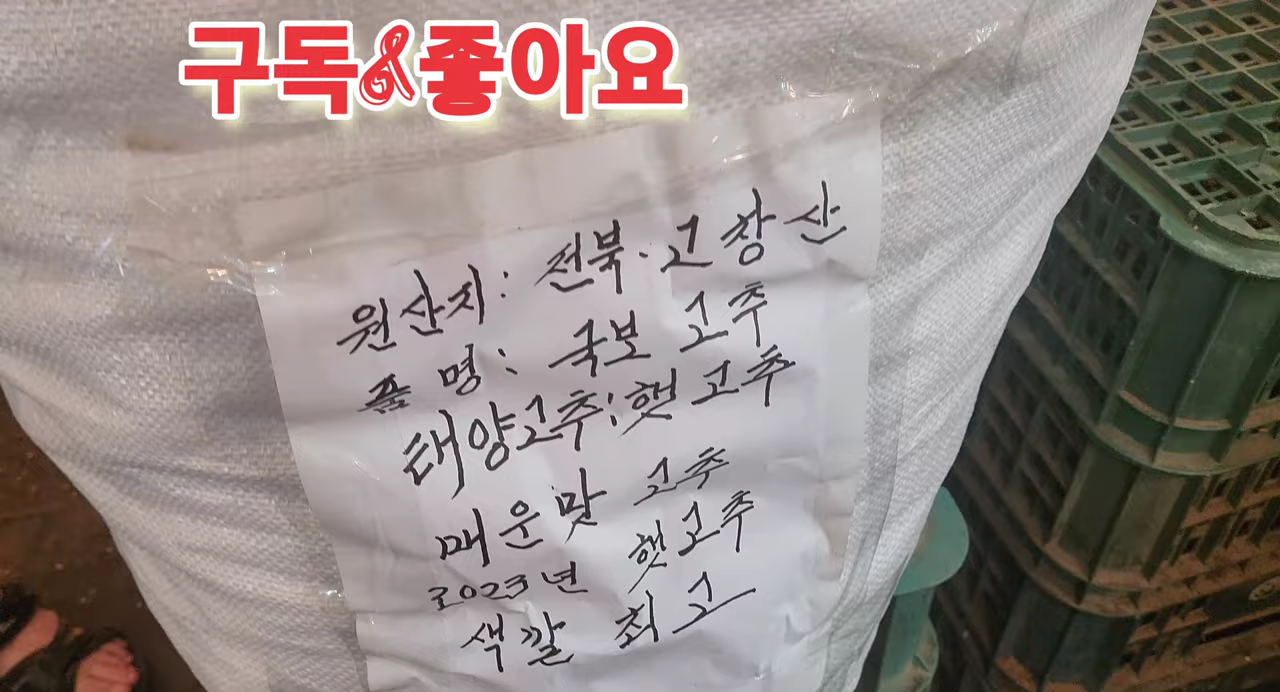 구독&좋아요
원산지: 전북·고창산
품명: 국보 고추
태양고추: 햇고추
매운맛 고추
2023년 햇고추
색깔 최고